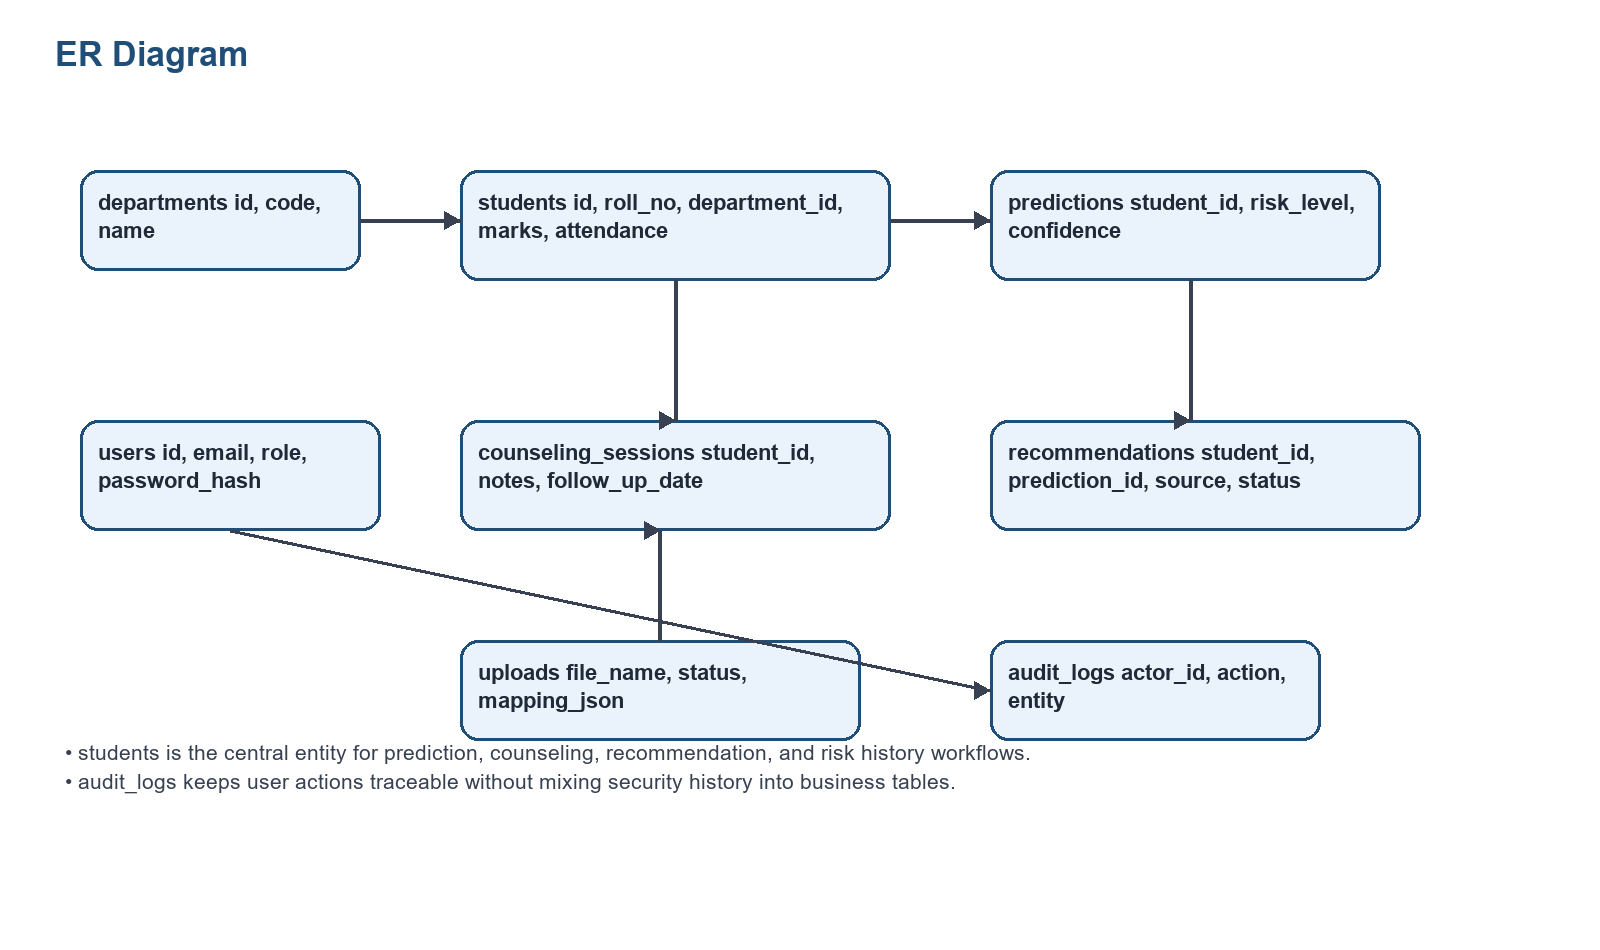 ER Diagram
departments id, code,
name
students id, roll_no, department_id,
marks, attendance
predictions student_id, risk_level,
confidence
users id, email, role,
password_hash
counseling_sessions student_id,
notes, follow_up_date
recommendations student_id,
prediction_id, source, status
uploads file_name, status,
mapping_json
audit_logs actor_id, action,
entity
• students is the central entity for prediction, counseling, recommendation, and risk history workflows.
• audit_logs keeps user actions traceable without mixing security history into business tables.